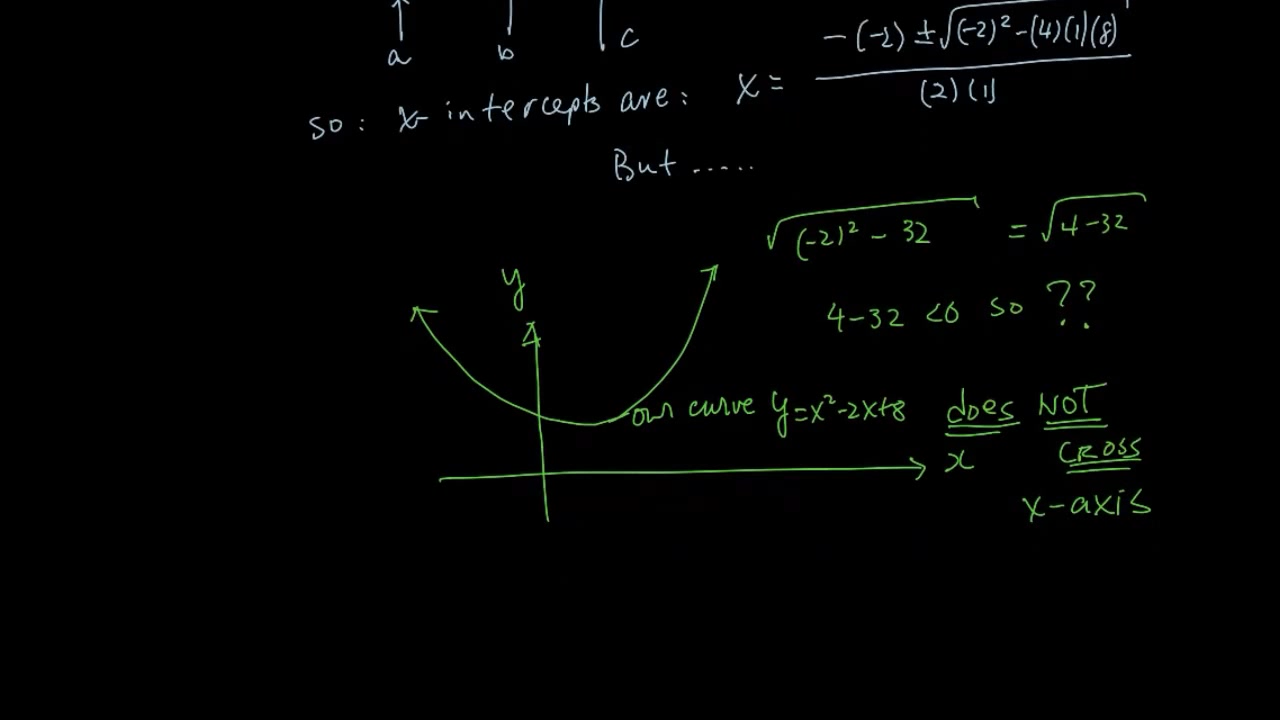 a b c
so: x-intercepts are: x = -(-2) ± √(-2)² - (4)(1)(8) / (2)(1)
But .....
√(-2)² - 32 = √4-32
y
4-32 <0 so ??
our curve y=x²-2x+8 does NOT
x CROSS
x-axis